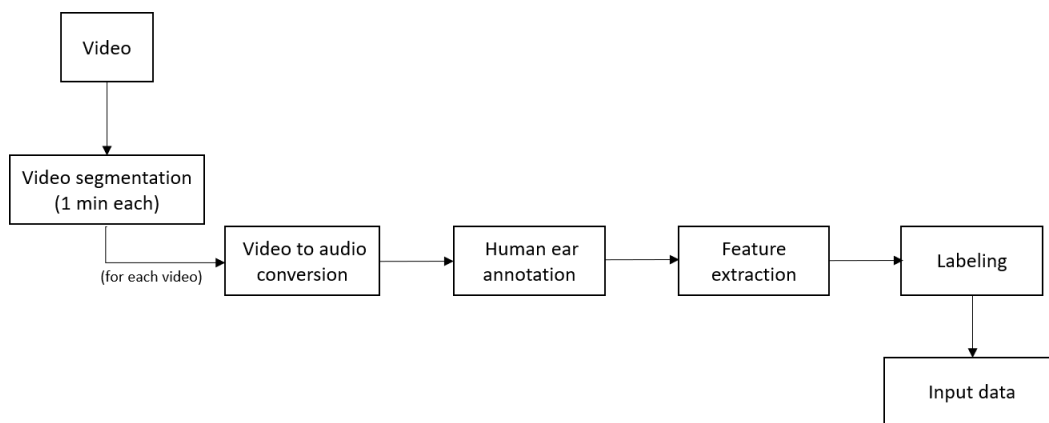 Video
Video segmentation
(1 min each)
(for each video)
Video to audio
conversion
Human ear
annotation
Feature
extraction
Labeling
Input data